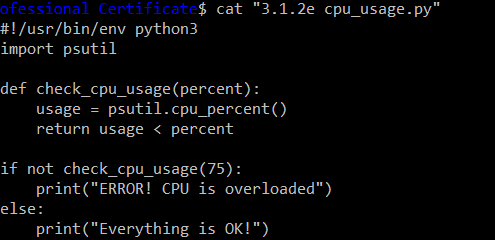 ofessional Certificate$ cat "3.1.2e cpu_usage.py"
#!/usr/bin/env python3
import psutil

def check_cpu_usage(percent):
    usage = psutil.cpu_percent()
    return usage < percent

if not check_cpu_usage(75):
    print("ERROR! CPU is overloaded")
else:
    print("Everything is OK!")